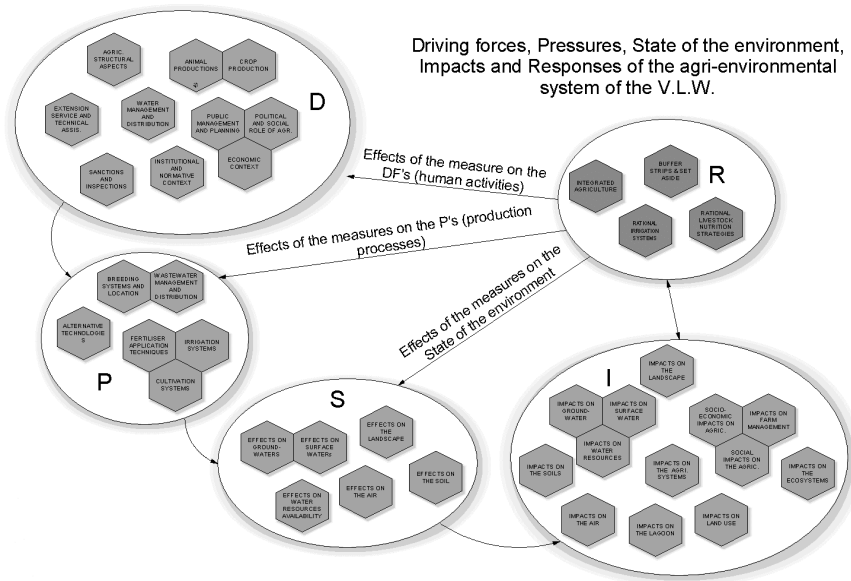 Driving forces, Pressures, State of the environment,
Impacts and Responses of the agri-environmental
system of the V.L.W.
D
AGRIC.
STRUCTURAL
ASPECTS
ANIMAL
PRODUCTIONS
CROP
PRODUCTION
EXTENSION
SERVICE AND
TECHNICAL
ASSIS.
WATER
MANAGEMENT
AND
DISTRIBUTION
PUBLIC
MANAGEMENT
AND PLANNING
POLITICAL
AND SOCIAL
ROLE OF AGR.
ECONOMIC
CONTEXT
SANCTIONS
AND
INSPECTIONS
INSTITUTIONAL
AND
NORMATIVE
CONTEXT
Effects of the measure on the
DF's (human activities)
R
INTEGRATED
AGRICULTURE
BUFFER
STRIPS & SET
ASIDE
RATIONAL
IRRIGATION
SYSTEMS
RATIONAL
LIVESTOCK
NUTRITION
STRATEGIES
Effects of the measures on the P's (production
processes)
P
BREEDING
SYSTEMS AND
LOCATION
WASTEWATER
MANAGEMENT
AND
DISTRIBUTION
ALTERNATIVE
TECHNOLOGIE
S
FERTILISER
APPLICATION
TECHNIQUES
IRRIGATION
SYSTEMS
CULTIVATION
SYSTEMS
Effects of the measures on the
State of the environment
S
EFFECTS ON
GROUND-
WATERS
EFFECTS ON
SURFACE
WATERs
EFFECTS ON
THE
LANDSCAPE
EFFECTS ON
WATER
RESOURCES
AVAILABILITY
EFFECTS ON
THE AIR
EFFECTS ON
THE SOIL
I
IMPACTS ON
THE
LANDSCAPE
IMPACTS ON
GROUND-
WATER
IMPACTS ON
SURFACE
WATER
IMPACTS ON
WATER
RESOURCES
SOCIO-
ECONOMIC
IMPACTS ON
AGRIC.
IMPACTS ON
FARM
MANAGEMENT
SOCIAL
IMPACTS ON
THE AGRIC.
IMPACTS ON
THE SOILS
IMPACTS ON
THE AGRI.
SYSTEMS
IMPACTS ON
THE
ECOSYSTEMS
IMPACTS ON
THE AIR
IMPACTS ON
THE LAGOON
IMPACTS ON
LAND USE